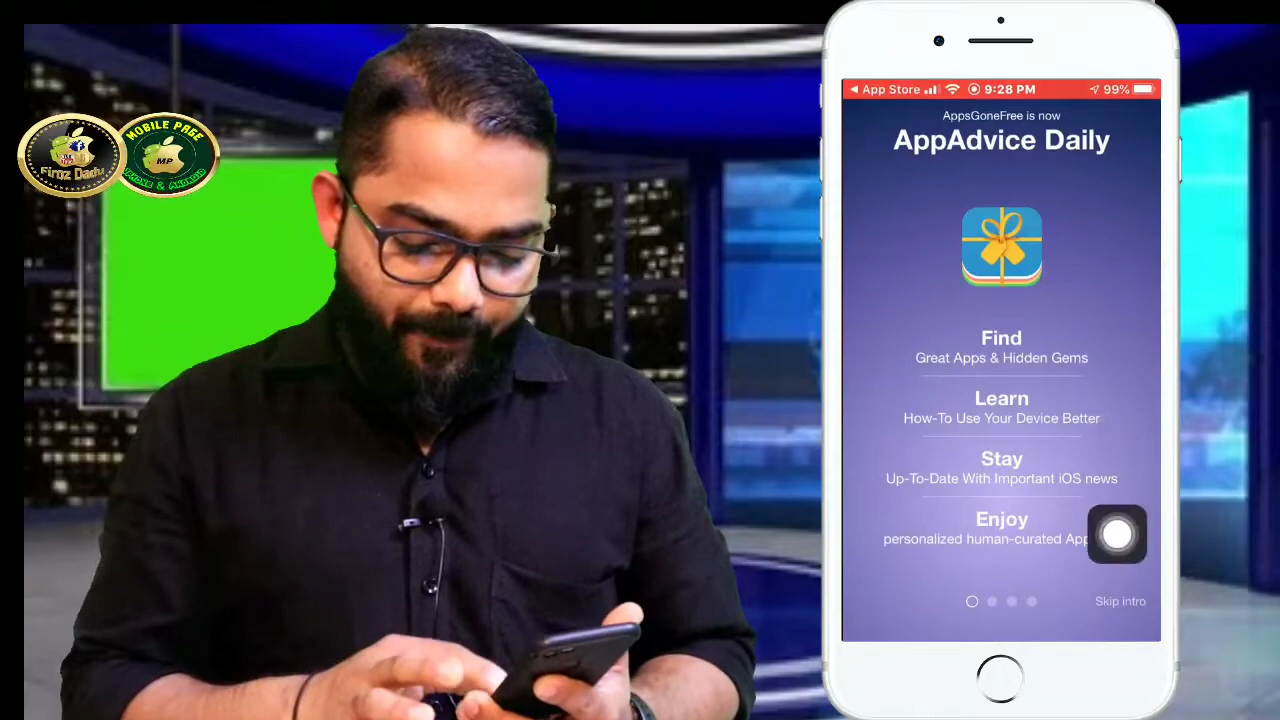 Firoz Dadu
MOBILE PAGE
MP
IPHONE & ANDROID
App Store
9:28 PM
99%
AppsGoneFree is now
AppAdvice Daily
Find
Great Apps & Hidden Gems
Learn
How-To Use Your Device Better
Stay
Up-To-Date With Important iOS news
Enjoy
personalized human-curated App
Skip intro